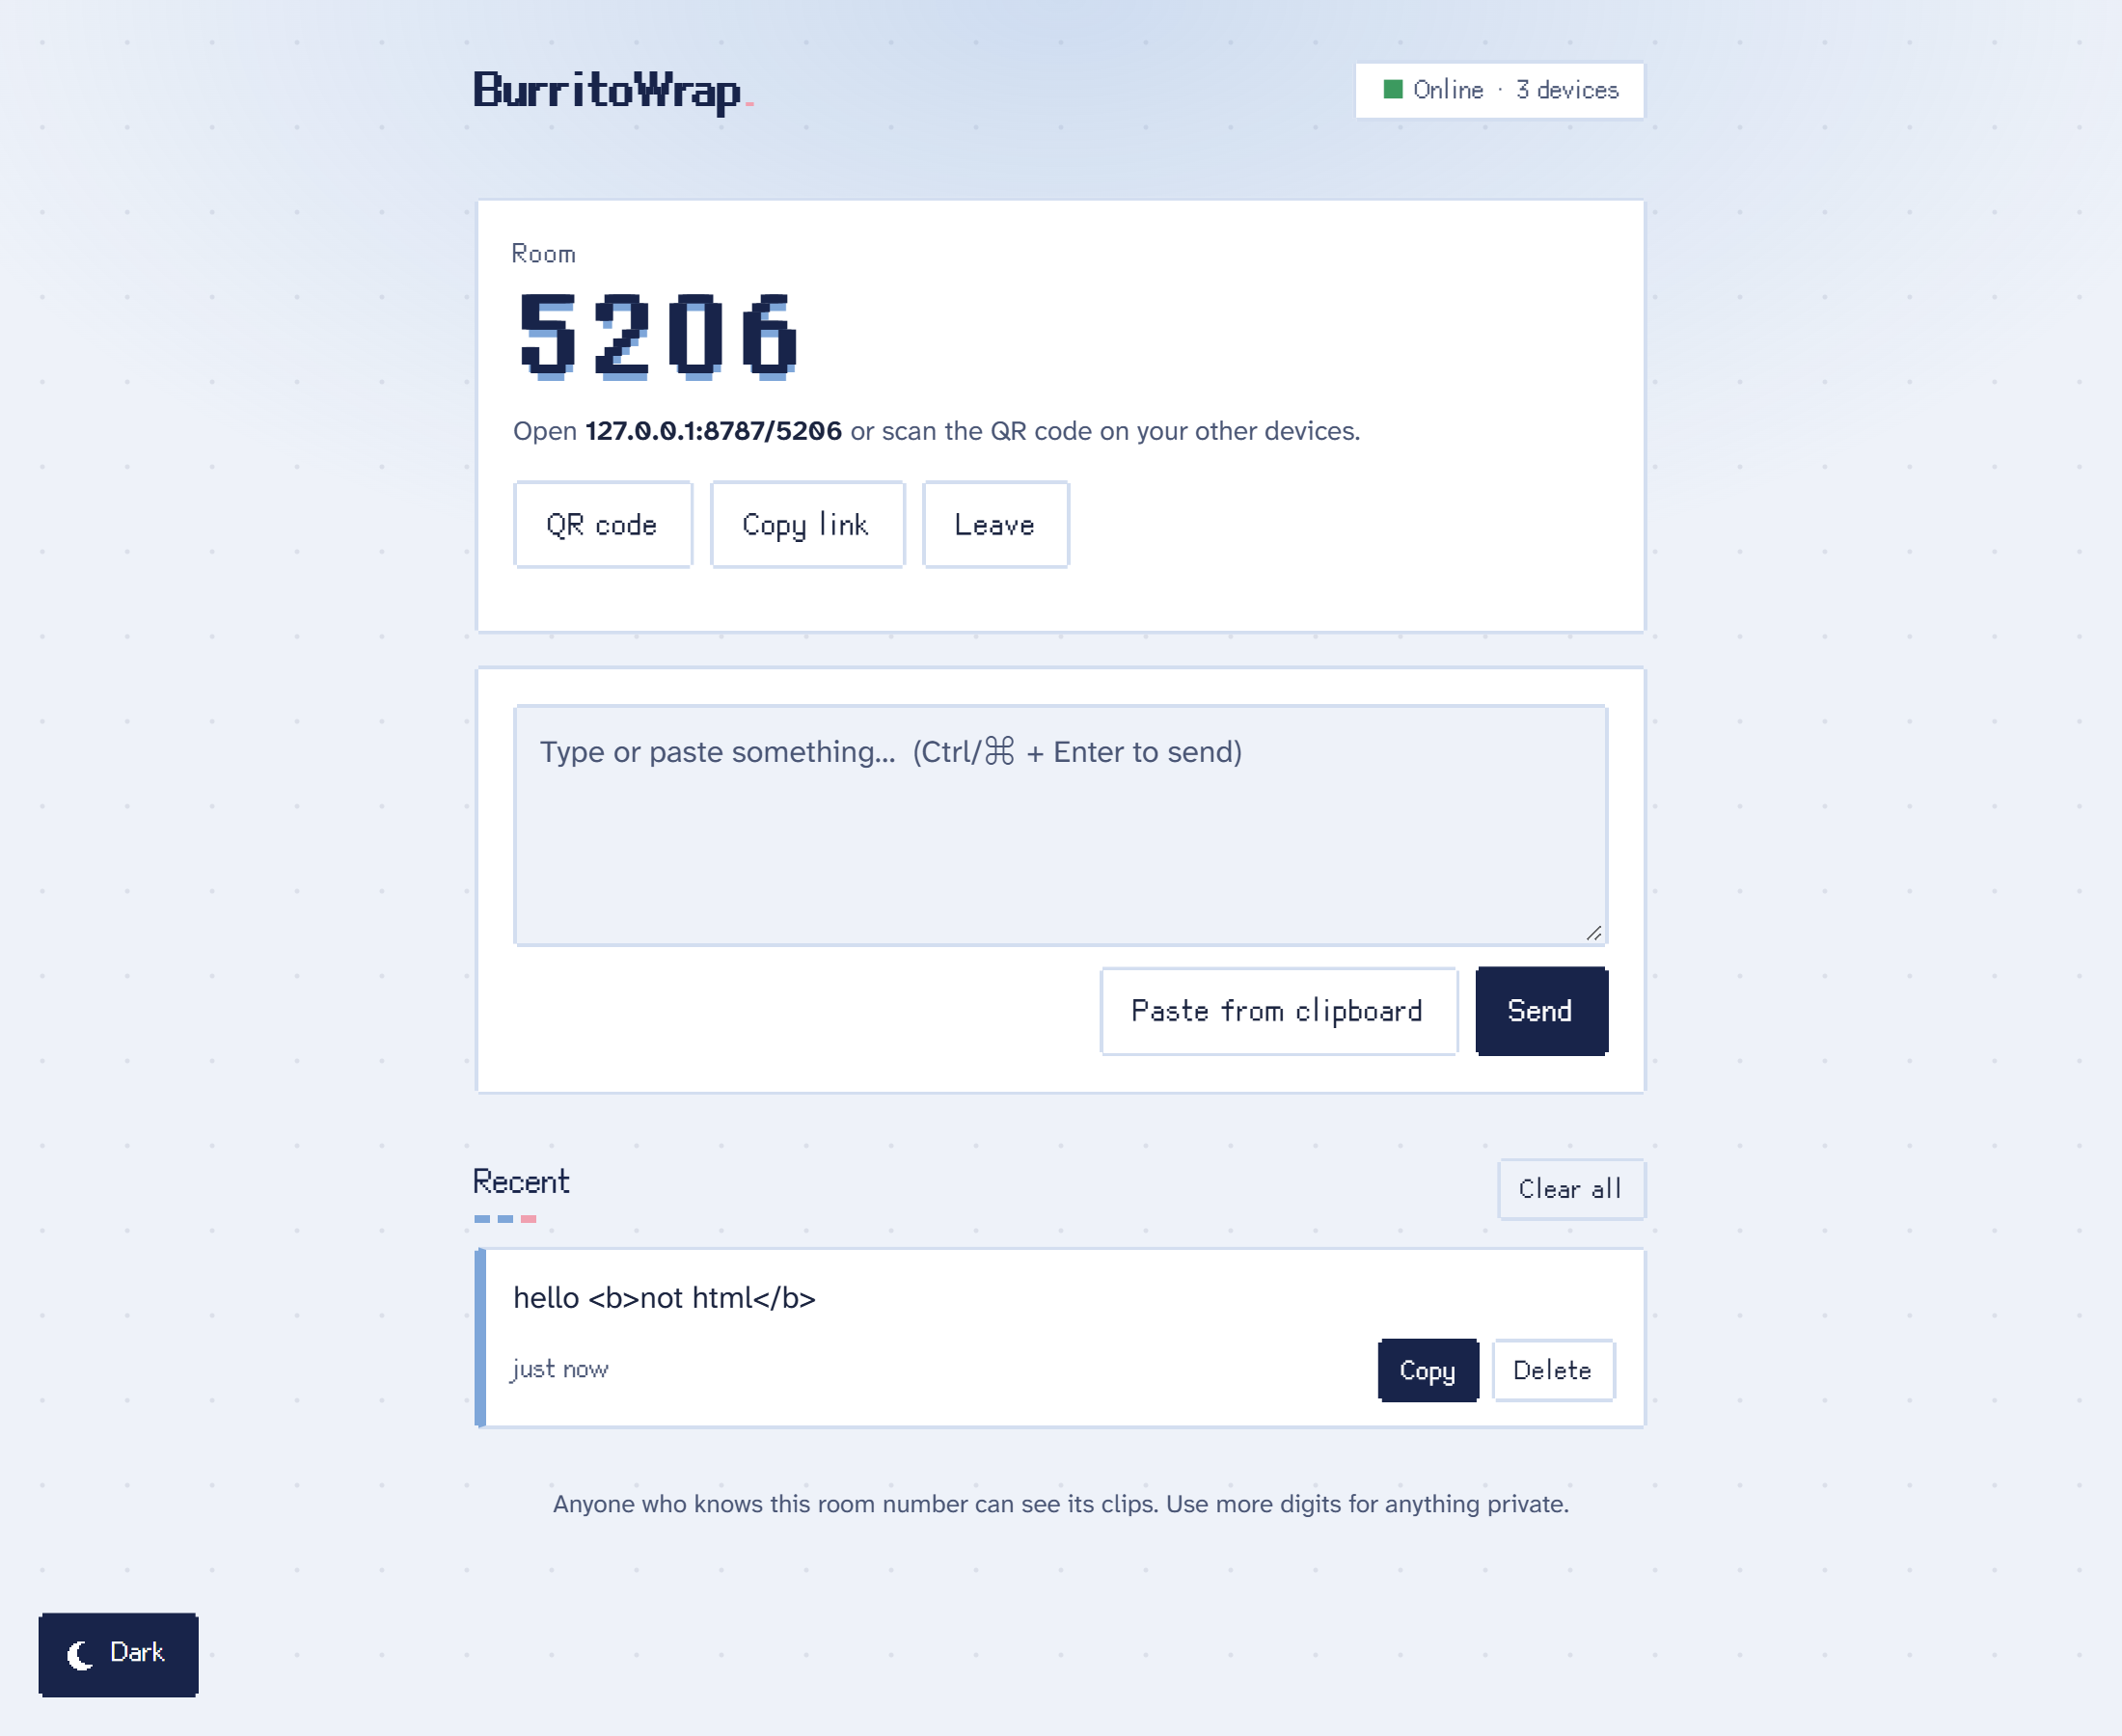 BurritoWrap.
Online · 3 devices
Room
5206
Open 127.0.0.1:8787/5206 or scan the QR code on your other devices.
QR code
Copy link
Leave
Type or paste something... (Ctrl/⌘ + Enter to send)
Paste from clipboard
Send
Recent
Clear all
hello <b>not html</b>
just now
Copy
Delete
Anyone who knows this room number can see its clips. Use more digits for anything private.
Dark